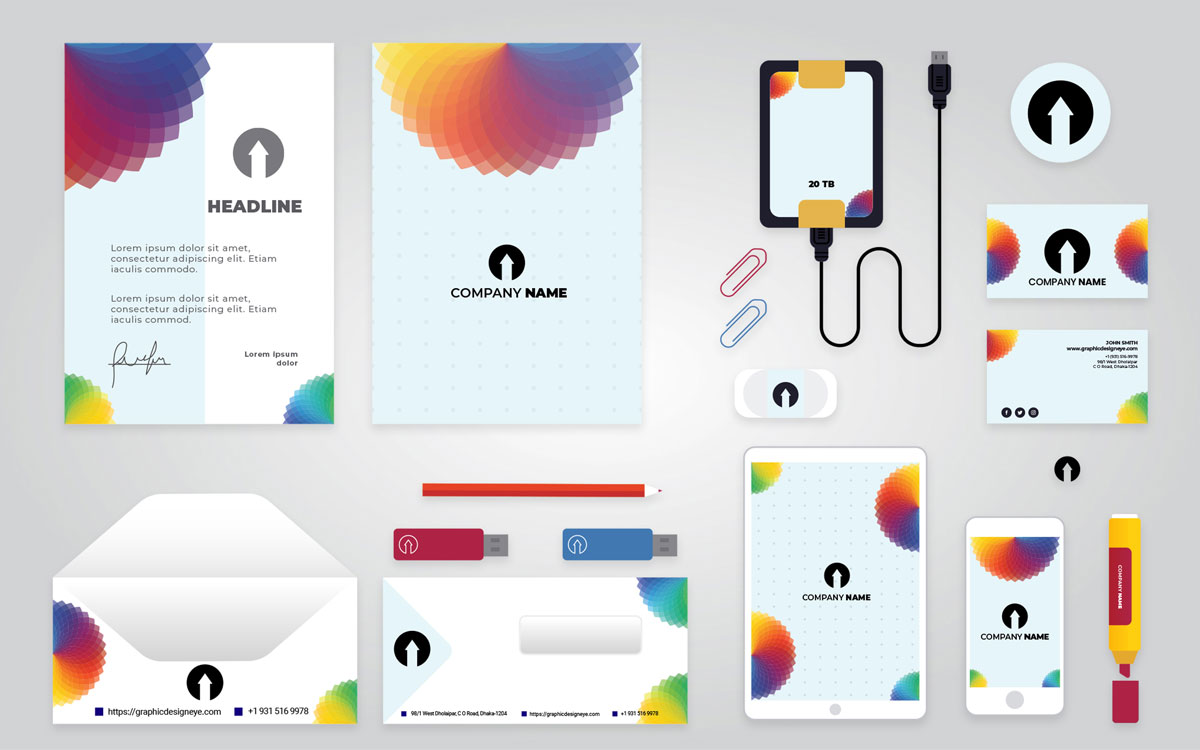 HEADLINE
Lorem ipsum dolor sit amet,
consectetur adipiscing elit. Etiam
iaculis commodo.
Lorem ipsum dolor sit amet,
consectetur adipiscing elit. Etiam
iaculis commod.
Lorem ipsum
dolor
COMPANY NAME
20 TB
COMPANY NAME
JOHN SMITH
www.graphicdesigneye.com
+1 (931) 516-9978
98/1 West Dholaipar
C O Road, Dhaka-1204
https://graphicdesigneye.com
+1 931 516 9978
98/1 West Dholaipar, C O Road, Dhaka-1204
https://graphicdesigneye.com
+1 931 516 9978
COMPANY NAME
COMPANY NAME
COMPANY NAME